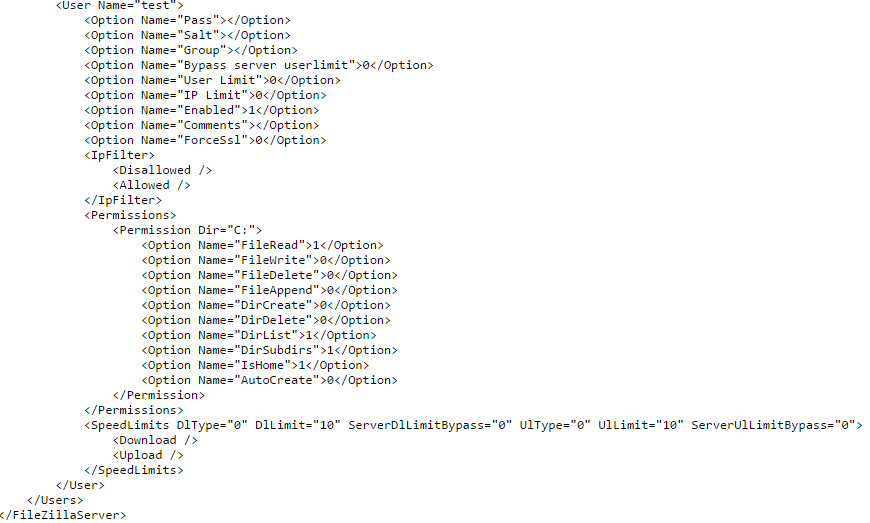 <User Name="test">
<Option Name="Pass"></Option>
<Option Name="Salt"></Option>
<Option Name="Group"></Option>
<Option Name="Bypass server userlimit">0</Option>
<Option Name="User Limit">0</Option>
<Option Name="IP Limit">0</Option>
<Option Name="Enabled">1</Option>
<Option Name="Comments"></Option>
<Option Name="ForceSsl">0</Option>
<IpFilter>
<Disallowed />
<Allowed />
</IpFilter>
<Permissions>
<Permission Dir="C:">
<Option Name="FileRead">1</Option>
<Option Name="FileWrite">0</Option>
<Option Name="FileDelete">0</Option>
<Option Name="FileAppend">0</Option>
<Option Name="DirCreate">0</Option>
<Option Name="DirDelete">0</Option>
<Option Name="DirList">1</Option>
<Option Name="DirSubdirs">1</Option>
<Option Name="IsHome">1</Option>
<Option Name="AutoCreate">0</Option>
</Permission>
</Permissions>
<SpeedLimits DlType="0" DlLimit="10" ServerDlLimitBypass="0" UlType="0" UlLimit="10" ServerUlLimitBypass="0">
<Download />
<Upload />
</SpeedLimits>
</User>
</Users>
</FileZillaServer>